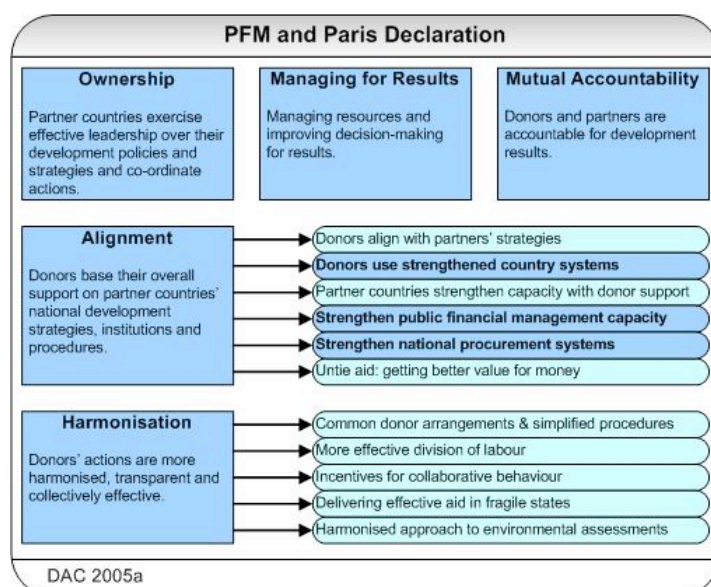 PFM and Paris Declaration
Ownership
Partner countries exercise
effective leadership over their
development policies and
strategies and co-ordinate
actions.
Managing for Results
Managing resources and
improving decision-making
for results.
Mutual Accountability
Donors and partners are
accountable for development
results.
Alignment
Donors base their overall
support on partner countries'
national development
strategies, institutions and
procedures.
Donors align with partners' strategies
Donors use strengthened country systems
Partner countries strengthen capacity with donor support
Strengthen public financial management capacity
Strengthen national procurement systems
Untie aid: getting better value for money
Harmonisation
Donors' actions are more
harmonised, transparent and
collectively effective.
Common donor arrangements & simplified procedures
More effective division of labour
Incentives for collaborative behaviour
Delivering effective aid in fragile states
Harmonised approach to environmental assessments
DAC 2005a